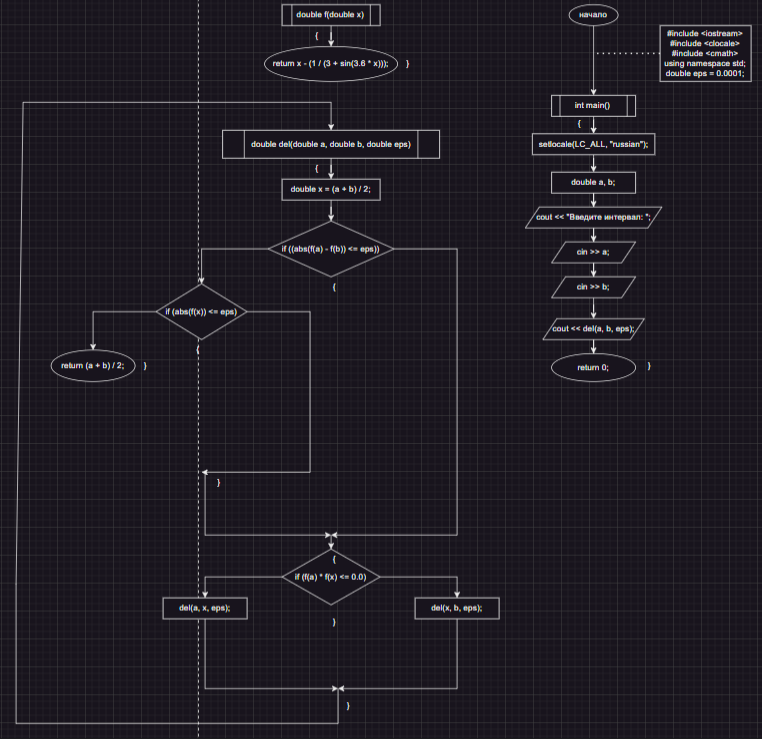 double f(double x)
{
return x - (1 / (3 + sin(3.6 * x)));
}
double del(double a, double b, double eps)
{
double x = (a + b) / 2;
if ((abs(f(a) - f(b)) <= eps))
{
if (abs(f(x)) <= eps)
{
return (a + b) / 2;
}
}
{
if (f(a) * f(x) <= 0.0)
del(a, x, eps);
del(x, b, eps);
}
}
начало
#include <iostream>
#include <clocale>
#include <cmath>
using namespace std;
double eps = 0.0001;
int main()
{
sellocale(LC_ALL, "russian");
double a, b;
cout << "Введите интервал: ";
cin >> a;
cin >> b;
cout << del(a, b, eps);
return 0;
}